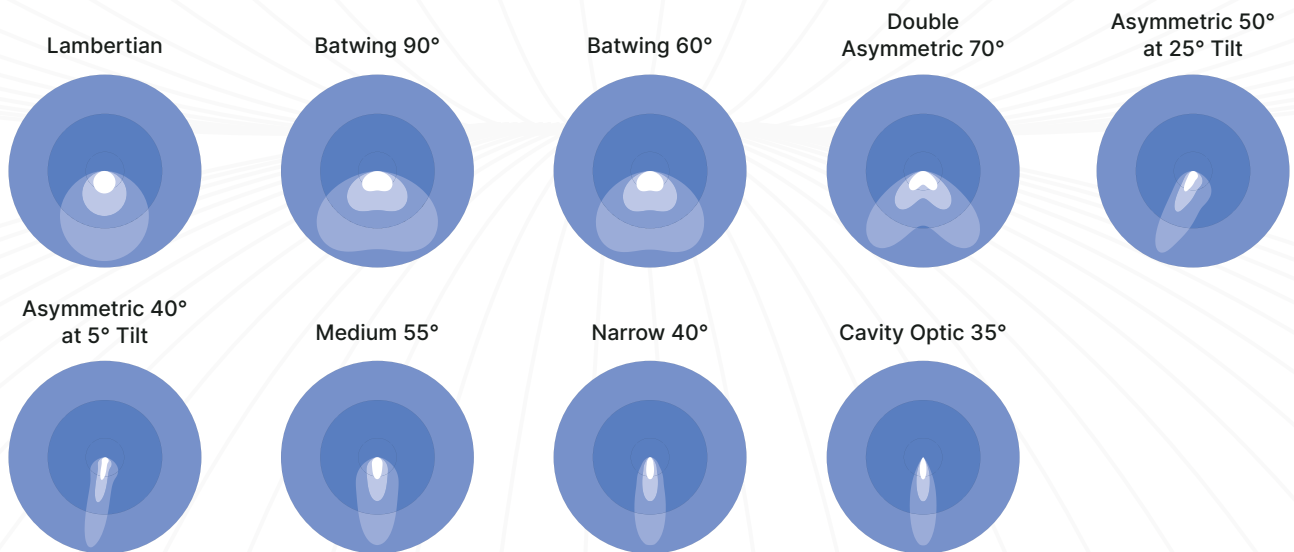 Lambertian
Batwing 90°
Batwing 60°
Double
Asymmetric 70°
Asymmetric 50°
at 25° Tilt
Asymmetric 40°
at 5° Tilt
Medium 55°
Narrow 40°
Cavity Optic 35°